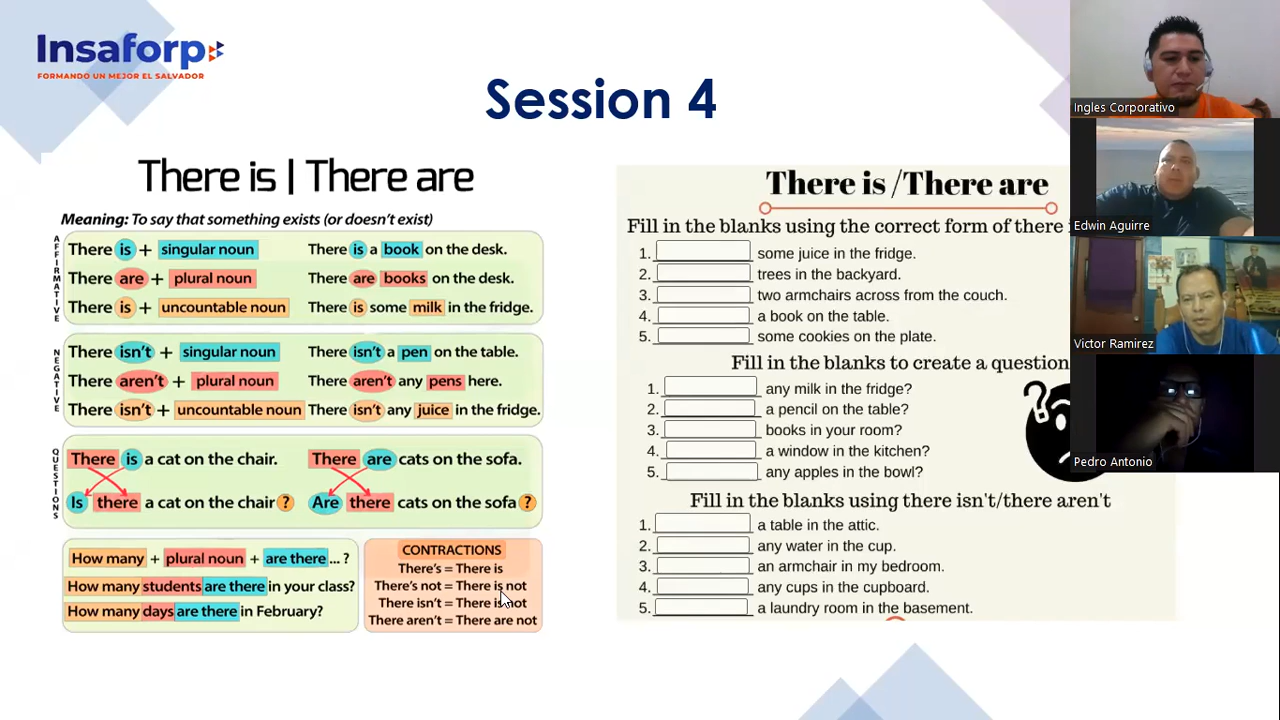 Insaforp
FORMANDO UN MEJOR EL SALVADOR
Session 4
There is | There are
Meaning: To say that something exists (or doesn't exist)
AFFIRMATIVE
There is + singular noun There is a book on the desk.
There are + plural noun There are books on the desk.
There is + uncountable noun There is some milk in the fridge.
NEGATIVE
There isn't + singular noun There isn't a pen on the table.
There aren't + plural noun There aren't any pens here.
There isn't + uncountable noun There isn't any juice in the fridge.
QUESTIONS
There is a cat on the chair. There are cats on the sofa.
Is there a cat on the chair ? Are there cats on the sofa ?
How many + plural noun + are there ... ?
How many students are there in your class?
How many days are there in February?
CONTRACTIONS
There's = There is
There's not = There is not
There isn't = There is not
There aren't = There are not
There is /There are
Fill in the blanks using the correct form of there
1. some juice in the fridge.
2. trees in the backyard.
3. two armchairs across from the couch.
4. a book on the table.
5. some cookies on the plate.
Fill in the blanks to create a question
1. any milk in the fridge?
2. a pencil on the table?
3. books in your room?
4. a window in the kitchen?
5. any apples in the bowl?
Fill in the blanks using there isn't/there aren't
1. a table in the attic.
2. any water in the cup.
3. an armchair in my bedroom.
4. any cups in the cupboard.
5. a laundry room in the basement.
Ingles Corporativo
Edwin Aguirre
Victor Ramirez
Pedro Antonio